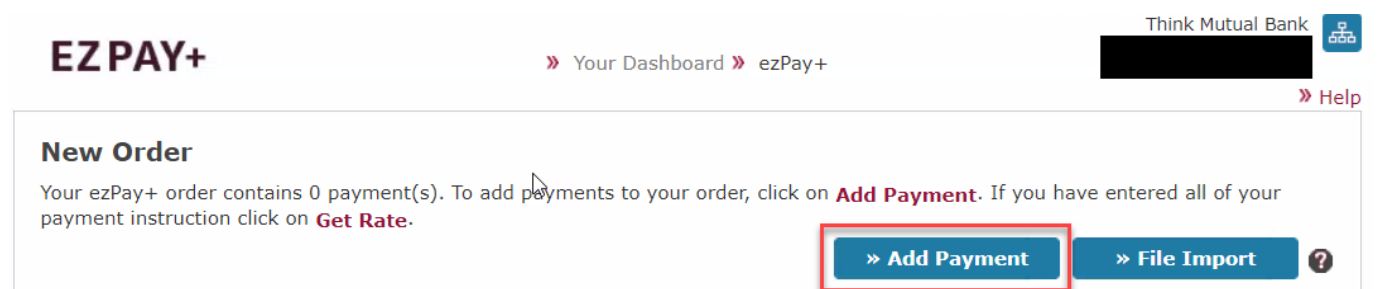 Think Mutual Bank
EZ PAY+
» Your Dashboard » ezPay+
» Help
New Order
Your ezPay+ order contains 0 payment(s). To add payments to your order, click on Add Payment. If you have entered all of your
payment instruction click on Get Rate.
» Add Payment » File Import ?